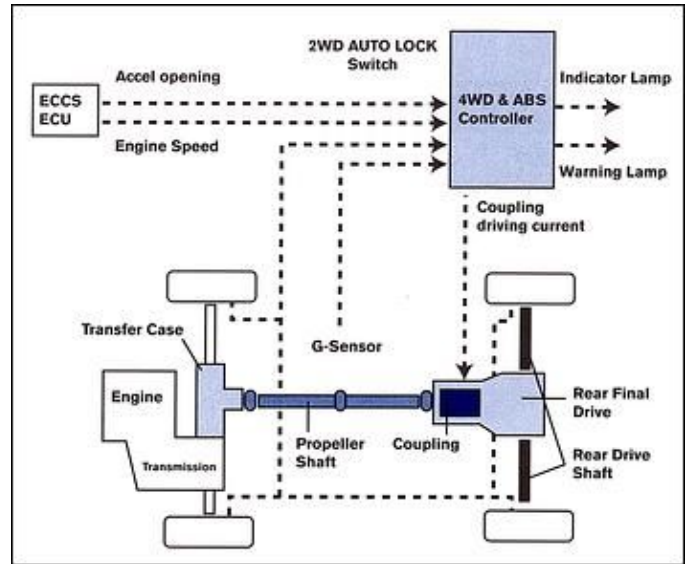 2WD AUTO LOCK
Switch
Accel opening
Indicator Lamp
ECCS
ECU
4WD & ABS
Controller
Engine Speed
Warning Lamp
Coupling
driving current
Transfer Case
G-Sensor
Engine
Rear Final
Drive
Propeller
Shaft
Coupling
Transmission
Rear Drive
Shaft